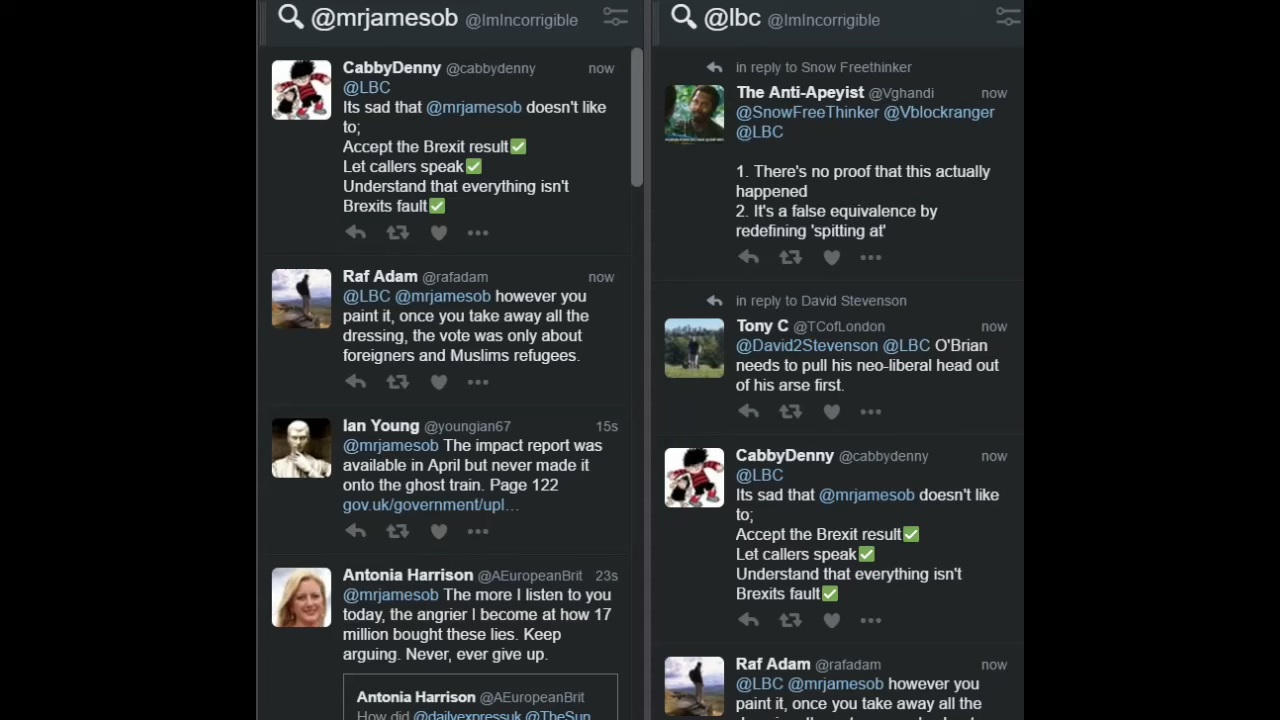 @mrjamesob @ImIncorrigible
CabbyDenny @cabbydenny now
@LBC
Its sad that @mrjamesob doesn't like
to;
Accept the Brexit result✅
Let callers speak✅
Understand that everything isn't
Brexits fault✅
Raf Adam @rafadam now
@LBC @mrjamesob however you
paint it, once you take away all the
dressing, the vote was only about
foreigners and Muslims refugees.
Ian Young @youngian67 15s
@mrjamesob The impact report was
available in April but never made it
onto the ghost train. Page 122
gov.uk/government/upl…
Antonia Harrison @AEuropeanBrit 23s
@mrjamesob The more I listen to you
today, the angrier I become at how 17
million bought these lies. Keep
arguing. Never, ever give up.
Antonia Harrison @AEuropeanBrit
How did @dailyexpressuk @TheSun
@lbc @ImIncorrigible
in reply to Snow Freethinker
The Anti-Apeyist @Vghandi now
@SnowFreeThinker @Vblockranger
@LBC
1. There's no proof that this actually
happened
2. It's a false equivalence by
redefining 'spitting at'
in reply to David Stevenson
Tony C @TCofLondon now
@David2Stevenson @LBC O'Brian
needs to pull his neo-liberal head out
of his arse first.
CabbyDenny @cabbydenny now
@LBC
Its sad that @mrjamesob doesn't like
to;
Accept the Brexit result✅
Let callers speak✅
Understand that everything isn't
Brexits fault✅
Raf Adam @rafadam now
@LBC @mrjamesob however you
paint it, once you take away all the